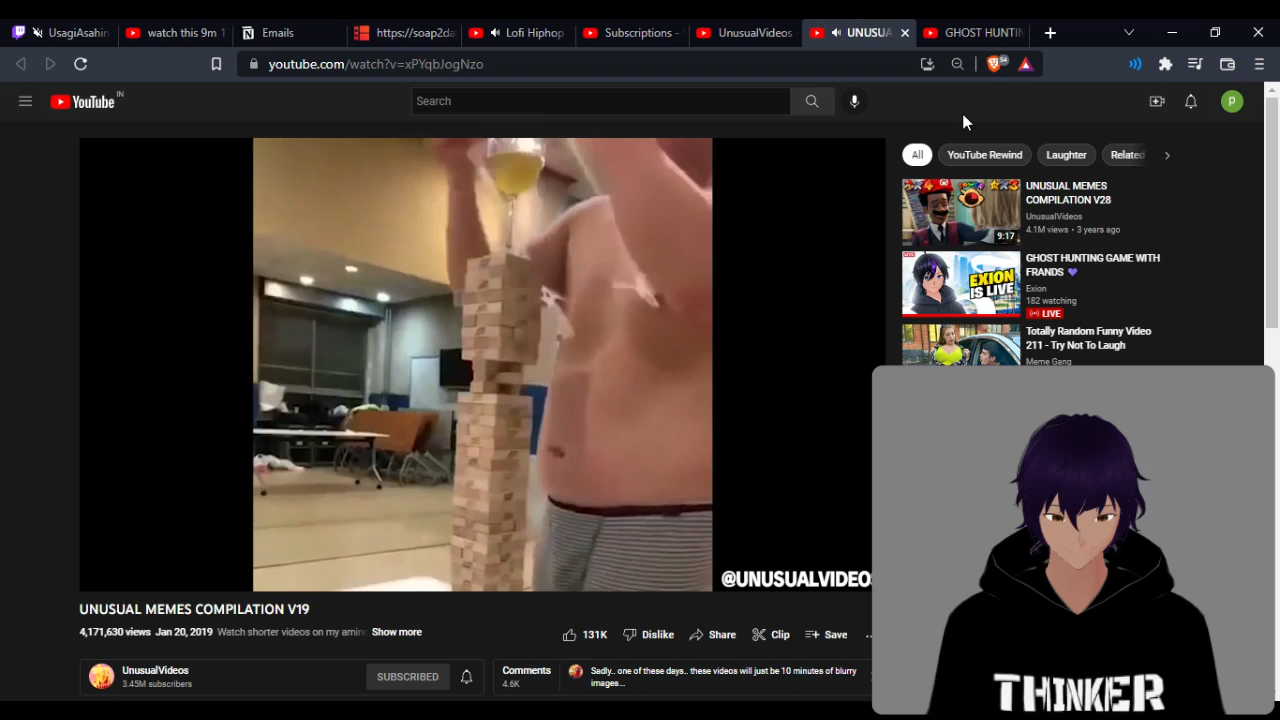 UsagiAsahin
watch this 9m 1
Emails
https://soap2da
Lofi Hiphop
Subscriptions -
UnusualVideos
UNUSUA
GHOST HUNTIN
youtube.com/watch?v=xPYqbJogNzo
54
YouTube IN
Search
P
All
YouTube Rewind
Laughter
Related
UNUSUAL MEMES
COMPILATION V28
UnusualVideos
4.1M views • 3 years ago
9:17
LIVE
EXION
IS LIVE
GHOST HUNTING GAME WITH
FRANDS 💜
Exion
182 watching
LIVE
Totally Random Funny Video
211 - Try Not To Laugh
Meme Gang
@UNUSUALVIDEOS
UNUSUAL MEMES COMPILATION V19
4,171,630 views Jan 20, 2019 Watch shorter videos on my amino
Show more
131K
Dislike
Share
Clip
Save
UnusualVideos
3.45M subscribers
SUBSCRIBED
Comments
4.6K
Sadly.. one of these days.. these videos will just be 10 minutes of blurry
images...
THINKER